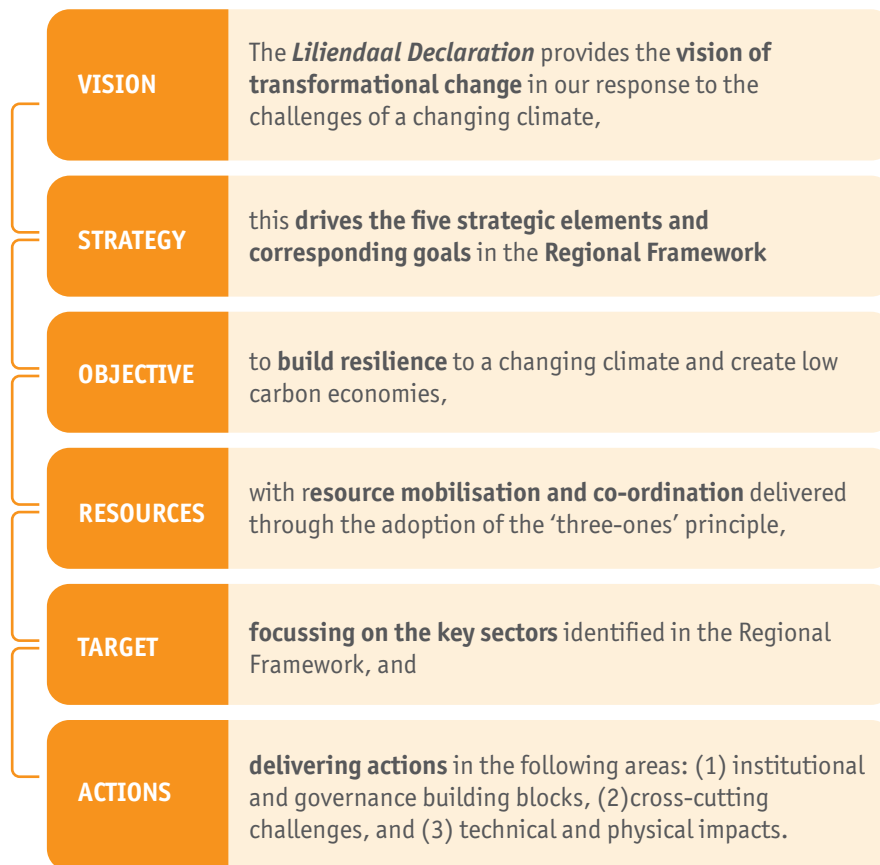 VISION
The Liliendaal Declaration provides the vision of
transformational change in our response to the
challenges of a changing climate,
STRATEGY
this drives the five strategic elements and
corresponding goals in the Regional Framework
OBJECTIVE
to build resilience to a changing climate and create low
carbon economies,
RESOURCES
with resource mobilisation and co-ordination delivered
through the adoption of the ‘three-ones’ principle,
TARGET
focussing on the key sectors identified in the Regional
Framework, and
ACTIONS
delivering actions in the following areas: (1) institutional
and governance building blocks, (2)cross-cutting
challenges, and (3) technical and physical impacts.